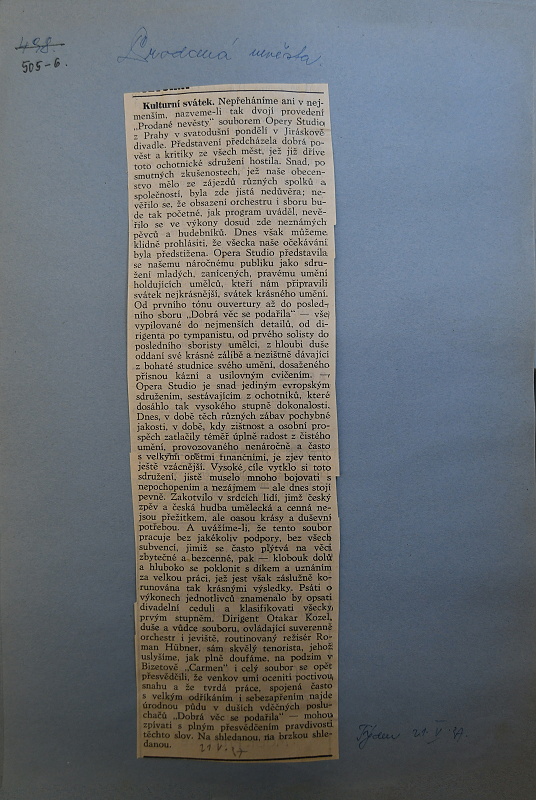 498.
505-6.
Prodaná nevěsta.
Kulturní svátek. Nepřeháníme ani v nej-
menším, nazveme-li tak dvojí provedení
„Prodané nevěsty" souborem Opery Studio
z Prahy v svatodušní pondělí v Jiráskově
divadle. Představení předcházela dobrá po-
věst a kritiky ze všech měst, jež již dříve
toto ochotnické sdružení hostila. Snad, po
smutných zkušenostech, jež naše obecen-
stvo mělo ze zájezdů různých spolků a
společností, byla zde jistá nedůvěra; ne-
věřilo se, že obsazení orchestru i sboru bu-
de tak početné, jak program uváděl, nevě-
řilo se ve výkony dosud zde neznámých
pěvců a hudebníků. Dnes však můžeme
klidně prohlásiti, že všecka naše očekávání
byla předstižena. Opera Studio představila
se našemu náročnému publiku jako sdru-
žení mladých, zanícených, pravému umění
holdujících umělců, kteří nám připravili
svátek nejkrásnější, svátek krásného umění.
Od prvního tónu ouvertury až do posled-
ního sboru „Dobrá věc se podařila" — vše
vypilované do nejmenších detailů, od di-
rigenta po tympanistu, od prvého solisty do
posledního sboristy umělci, z hloubi duše
oddaní své krásné zálibě a nezištně dávající
z bohaté studnice svého umění, dosaženého
přísnou kázní a usilovným cvičením. —
Opera Studio je snad jediným evropským
sdružením, sestávajícím z ochotníků, které
dosáhlo tak vysokého stupně dokonalosti.
Dnes, v době těch různých zábav pochybné
jakosti, v době, kdy zištnost a osobní pro-
spěch zatlačily téměř úplně radost z čistého
umění, provozovaného nenáročně a často
s velkými obětmi finančními, je zjev tento
ještě vzácnější. Vysoké cíle vytklo si toto
sdružení, jistě muselo mnoho bojovati s
nepochopením a nezájmem — ale dnes stojí
pevně. Zakotvilo v srdcích lidí, jimž český
zpěv a česká hudba umělecká a cenná ne-
jsou přežitkem, ale oasou krásy a duševní
potřebou. A uvážíme-li, že tento soubor
pracuje bez jakékoliv podpory, bez všech
subvencí, jimiž se často plýtvá na věci
zbytečné a bezcenné, pak — klobouk dolů
a hluboko se poklonit s díkem a uznáním
za velkou práci, jež jest však záslužně ko-
runována tak krásnými výsledky. Psáti o
výkonech jednotlivců znamenalo by opsati
divadelní ceduli a klasifikovati všecky
prvým stupněm. Dirigent Otakar Kozel,
duše a vůdce souboru, ovládající suverenně
orchestr i jeviště, routinovaný režisér Ro-
man Hübner, sám skvělý tenorista, jehož
uslyšíme, jak plně doufáme, na podzim v
Bizetově „Carmen" i celý soubor se opět
přesvědčili, že venkov umí oceniti poctivou
snahu a že tvrdá práce, spojená často
s velkým odříkáním i sebezapřením najde
úrodnou půdu v duších vděčných poslu-
chačů „Dobrá věc se podařila" — mohou
zpívati s plným přesvědčením pravdivosti
těchto slov. Na shledanou, na brzkou shle-
danou.
21.V.37
21 V 37.